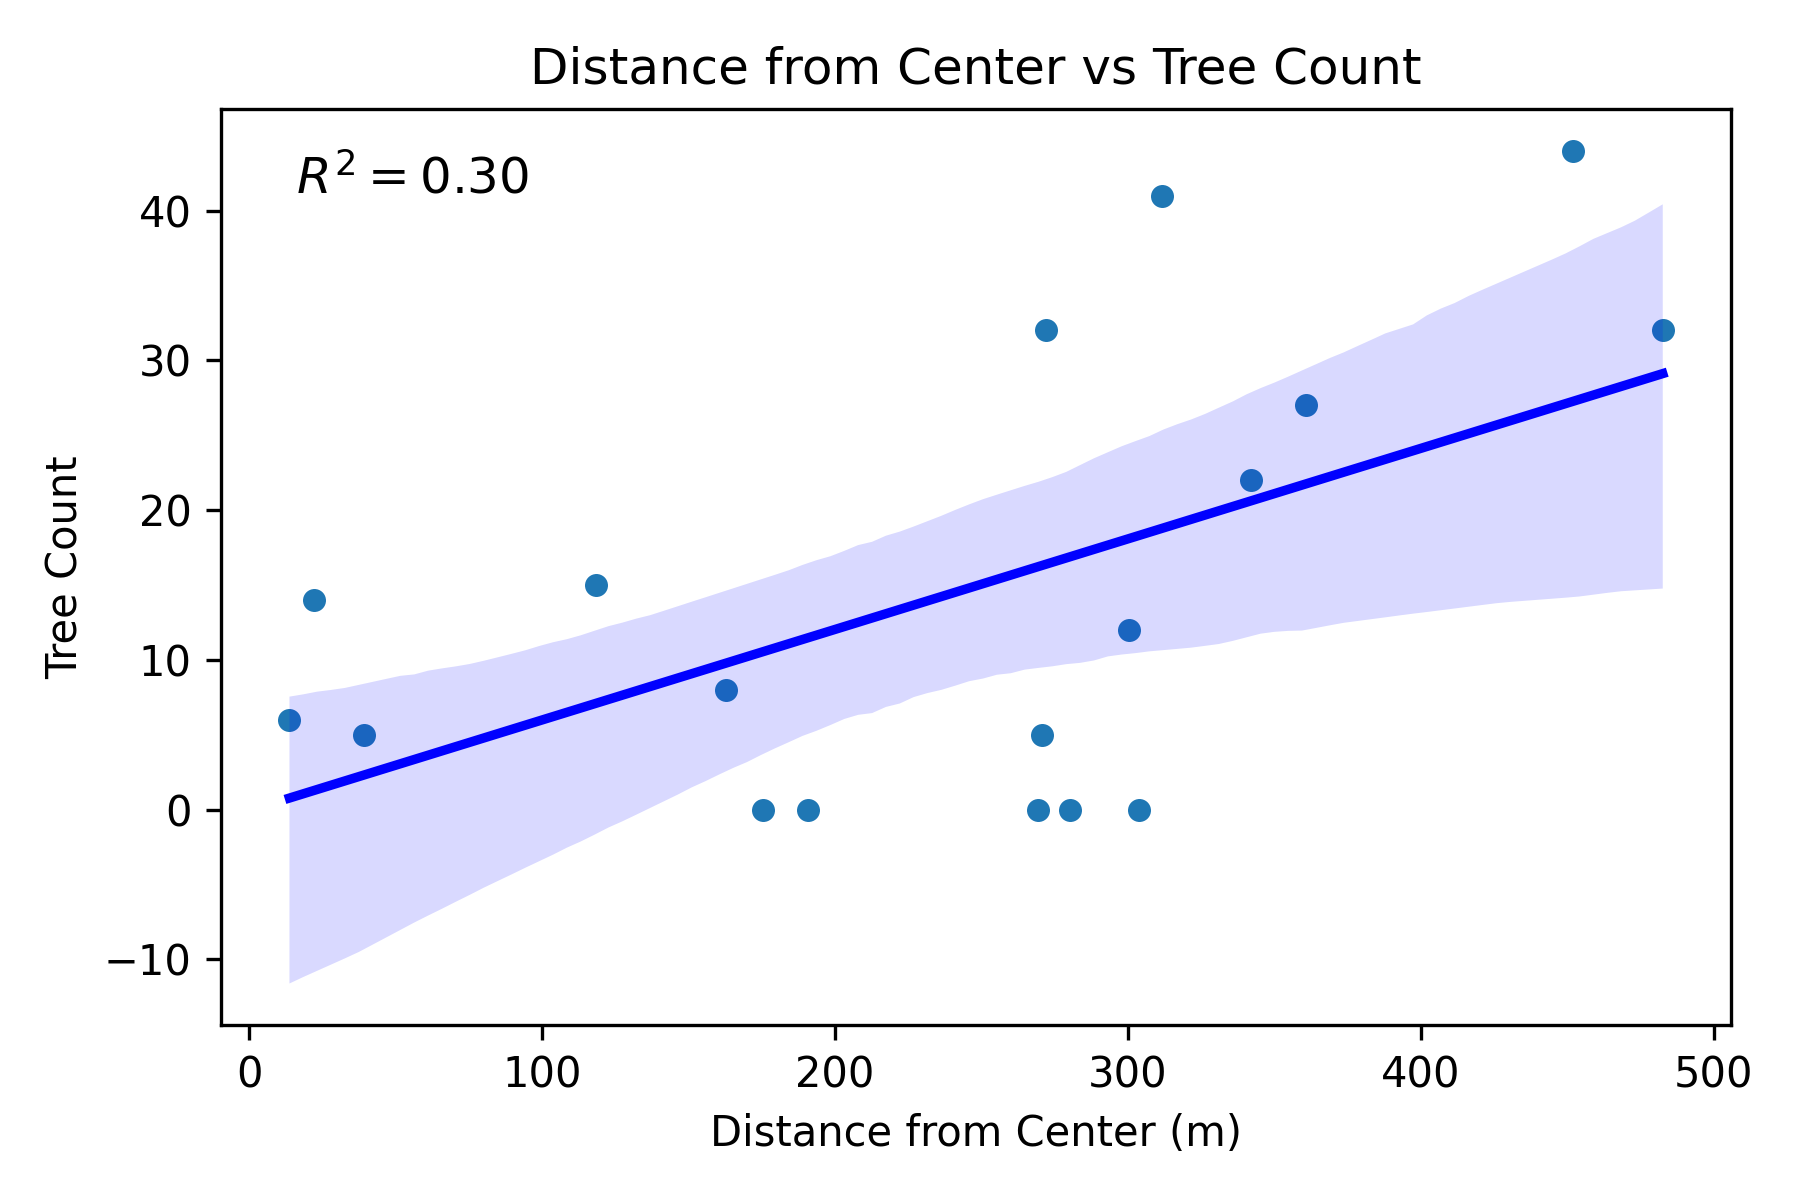 Distance from Center vs Tree Count
R² = 0.30
40
30
20
10
0
−10
Tree Count
0 100 200 300 400 500
Distance from Center (m)